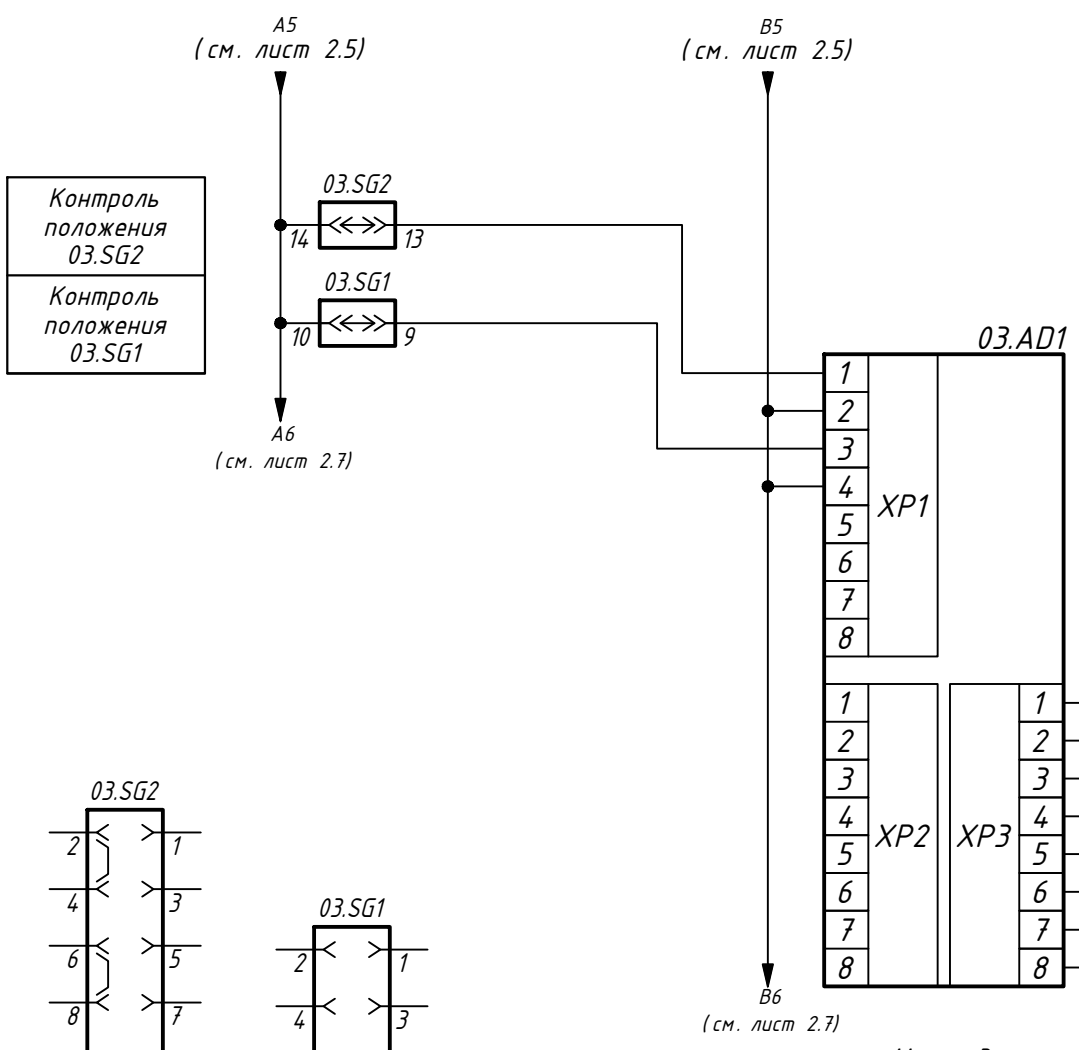 A5
(см. лист 2.5)
B5
(см. лист 2.5)
Контроль
положения
03.SG2
Контроль
положения
03.SG1
03.SG2
14
13
03.SG1
10
9
A6
(см. лист 2.7)
03.AD1
1
2
3
4
5
6
7
8
XP1
1
2
3
4
5
6
7
8
XP2
XP3
1
2
3
4
5
6
7
8
03.SG2
2
1
4
3
6
5
8
7
03.SG1
2
1
4
3
B6
(см. лист 2.7)